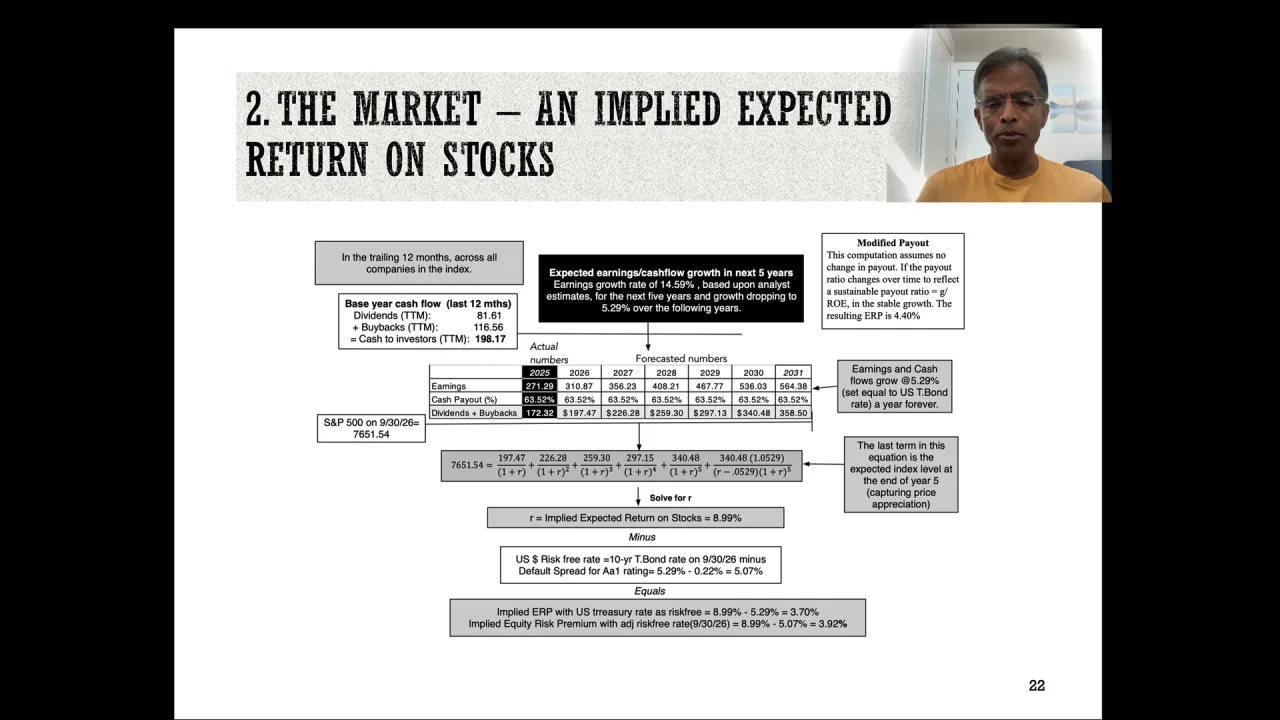 2. THE MARKET – AN IMPLIED EXPECTED
RETURN ON STOCKS
In the trailing 12 months, across all
companies in the index.
Base year cash flow (last 12 mths)
Dividends (TTM): 81.61
+ Buybacks (TTM): 116.56
= Cash to investors (TTM): 198.17
Expected earnings/cashflow growth in next 5 years
Earnings growth rate of 14.59% , based upon analyst
estimates, for the next five years and growth dropping to
5.29% over the following years.
Modified Payout
This computation assumes no
change in payout. If the payout
ratio changes over time to reflect
a sustainable payout ratio = g/
ROE, in the stable growth. The
resulting ERP is 4.40%
Actual
numbers
Forecasted numbers
2025 2026 2027 2028 2029 2030 2031
Earnings 271.29 310.87 356.23 408.21 467.77 536.03 564.38
Cash Payout (%) 63.52% 63.52% 63.52% 63.52% 63.52% 63.52% 63.52%
Dividends + Buybacks 172.32 $197.47 $226.28 $259.30 $297.13 $340.48 358.50
Earnings and Cash
flows grow @5.29%
(set equal to US T.Bond
rate) a year forever.
S&P 500 on 9/30/26=
7651.54
7651.54 = 197.47/(1+r) + 226.28/(1+r)² + 259.30/(1+r)³ + 297.15/(1+r)⁴ + 340.48/(1+r)⁵ + 340.48 (1.0529)/(r−.0529)(1+r)⁵
The last term in this
equation is the
expected index level at
the end of year 5
(capturing price
appreciation)
Solve for r
r = Implied Expected Return on Stocks = 8.99%
Minus
US $ Risk free rate =10-yr T.Bond rate on 9/30/26 minus
Default Spread for Aa1 rating= 5.29% - 0.22% = 5.07%
Equals
Implied ERP with US trreasury rate as riskfree = 8.99% - 5.29% = 3.70%
Implied Equity Risk Premium with adj riskfree rate(9/30/26) = 8.99% - 5.07% = 3.92%
22